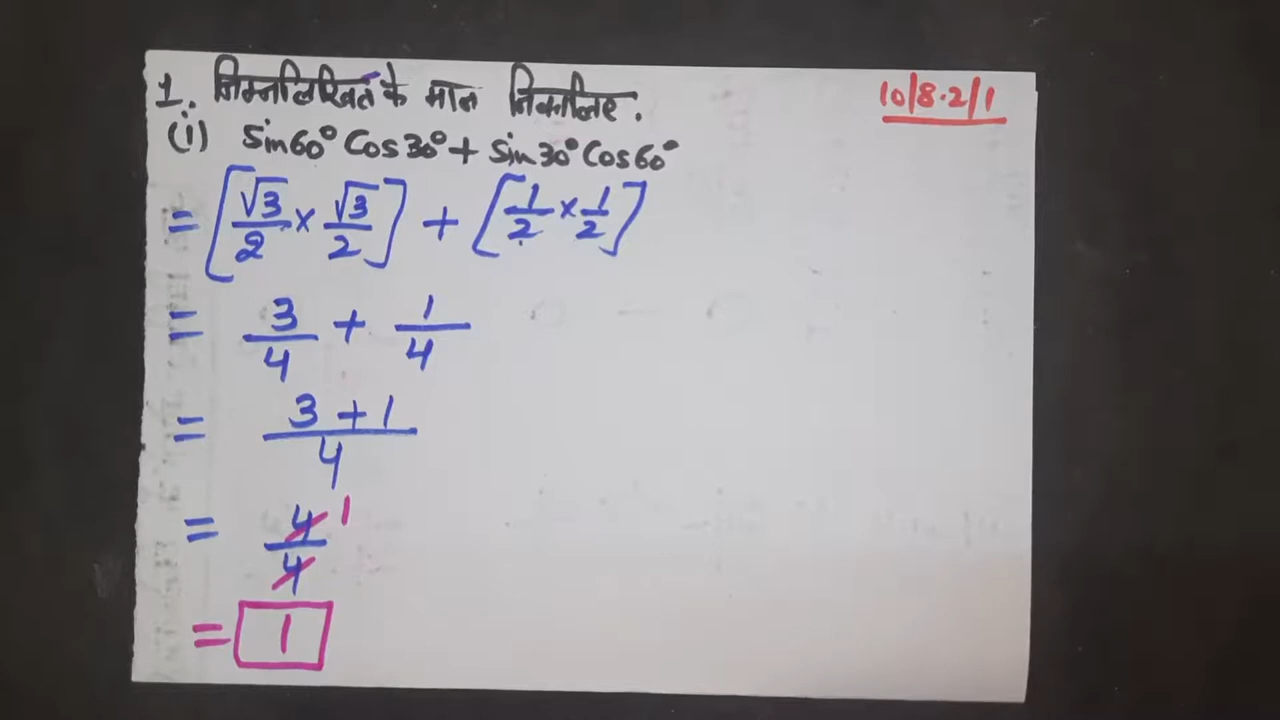 1. निम्नलिखित के मान निकालिए.
10/8.2/1
(i) sin60° Cos30° + sin30° Cos60°
= [√3/2 × √3/2] + [1/2 × 1/2]
= 3/4 + 1/4
= 3+1/4
= 4/4 1
= 1